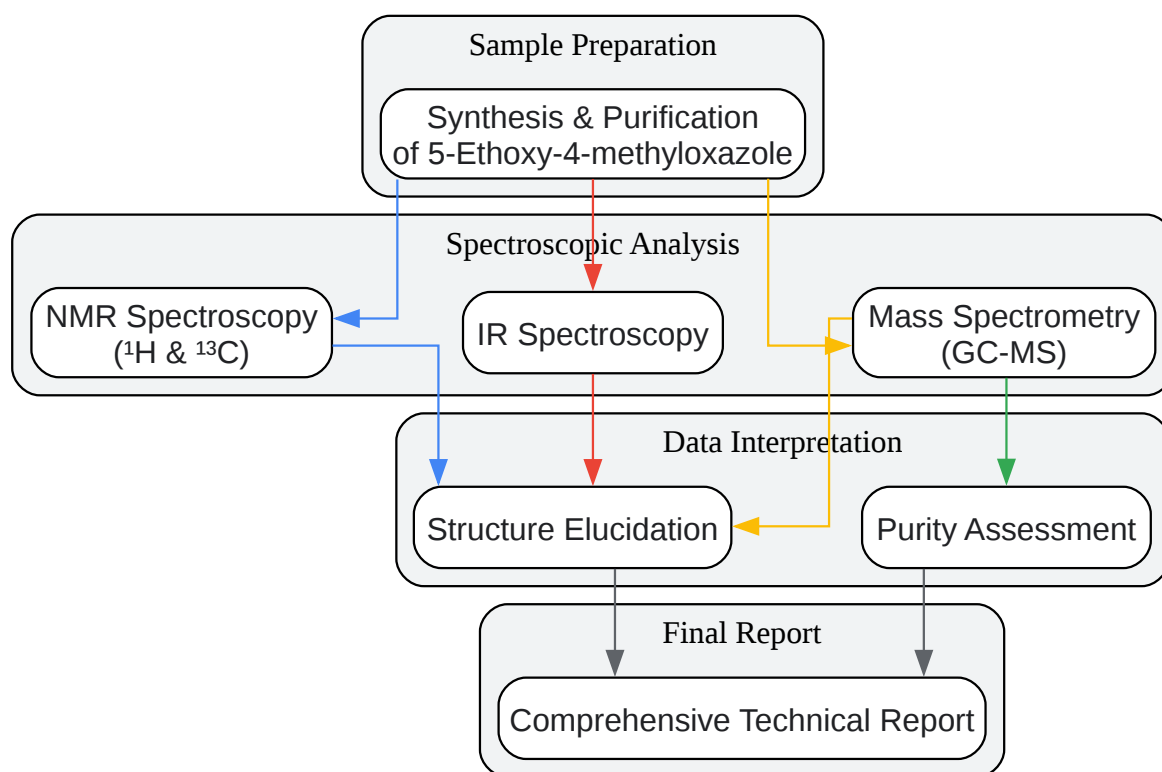 Sample Preparation
Synthesis & Purification
of 5-Ethoxy-4-methyloxazole
Spectroscopic Analysis
NMR Spectroscopy
(¹H & ¹³C)
IR Spectroscopy
Mass Spectrometry
(GC-MS)
Data Interpretation
Structure Elucidation
Purity Assessment
Final Report
Comprehensive Technical Report